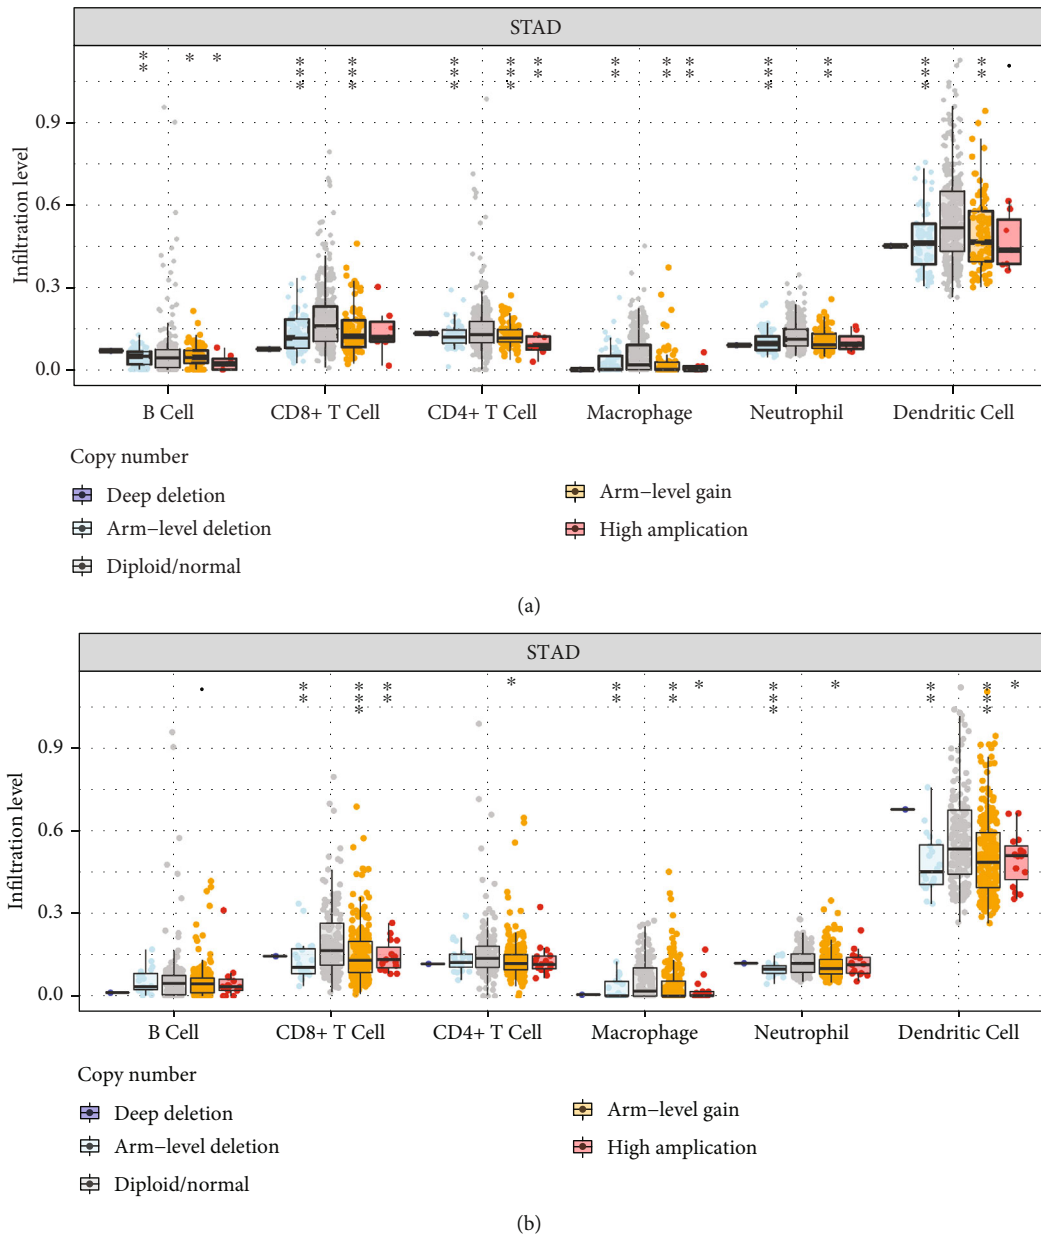 STAD
** * * *** *** *** *** ** ** ** ** *** ** *** ** .
Infiltration level
0.9
0.6
0.3
0.0
B Cell CD8+ T Cell CD4+ T Cell Macrophage Neutrophil Dendritic Cell
Copy number
Deep deletion
Arm−level deletion
Diploid/normal
Arm−level gain
High amplication
(a)
STAD
. ** *** ** * ** ** * *** * ** *** *
Infiltration level
0.9
0.6
0.3
0.0
B Cell CD8+ T Cell CD4+ T Cell Macrophage Neutrophil Dendritic Cell
Copy number
Deep deletion
Arm−level deletion
Diploid/normal
Arm−level gain
High amplication
(b)